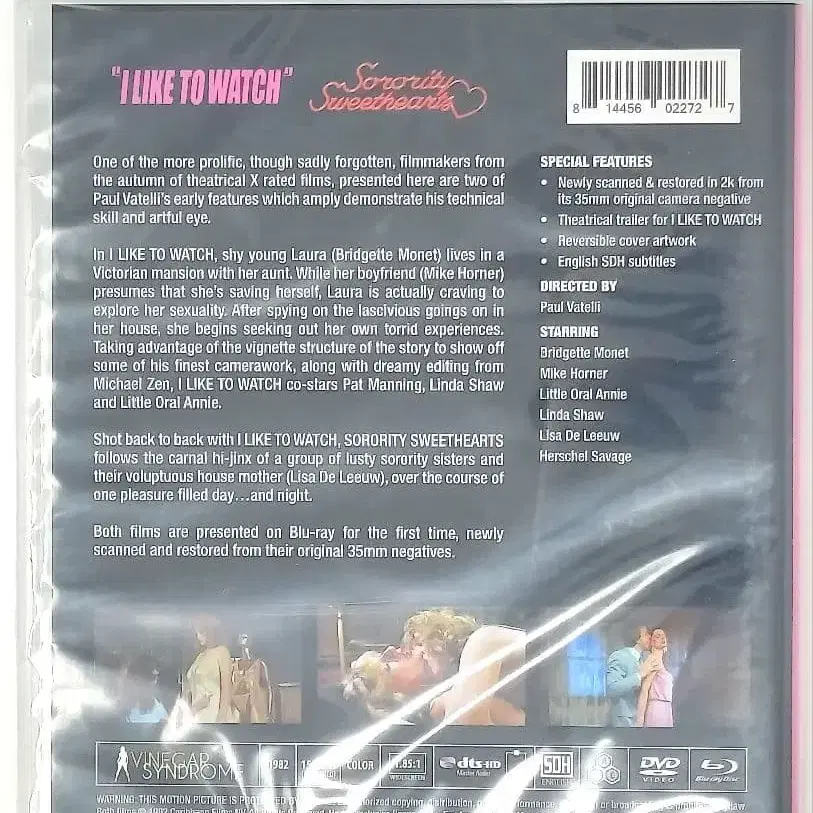 "I LIKE TO WATCH"
Sorority
Sweethearts
8 14456 02272 7
One of the more prolific, though sadly forgotten, filmmakers from
the autumn of theatrical X rated films, presented here are two of
Paul Vatelli's early features which amply demonstrate his technical
skill and artful eye.
In I LIKE TO WATCH, shy young Laura (Bridgette Monet) lives in a
Victorian mansion with her aunt. While her boyfriend (Mike Horner)
presumes that she's saving herself, Laura is actually craving to
explore her sexuality. After spying on the lascivious goings on in
her house, she begins seeking out her own torrid experiences.
Taking advantage of the vignette structure of the story to show off
some of his finest camerawork, along with dreamy editing from
Michael Zen, I LIKE TO WATCH co-stars Pat Manning, Linda Shaw
and Little Oral Annie.
Shot back to back with I LIKE TO WATCH, SORORITY SWEETHEARTS
follows the carnal hi-jinx of a group of lusty sorority sisters and
their voluptuous house mother (Lisa De Leeuw), over the course of
one pleasure filled day...and night.
Both films are presented on Blu-ray for the first time, newly
scanned and restored from their original 35mm negatives.
SPECIAL FEATURES
• Newly scanned & restored in 2k from
its 35mm original camera negative
• Theatrical trailer for I LIKE TO WATCH
• Reversible cover artwork
• English SDH subtitles
DIRECTED BY
Paul Vatelli
STARRING
Bridgette Monet
Mike Horner
Little Oral Annie
Linda Shaw
Lisa De Leeuw
Herschel Savage
VINEGAR
SYNDROME
1982
COLOR
1.85:1
WIDESCREEN
dts-HD
Master Audio
SDH
ENGLISH
DVD
VIDEO
Blu-ray Disc
WARNING: THIS MOTION PICTURE IS PROTECTED BY copying, distribution,